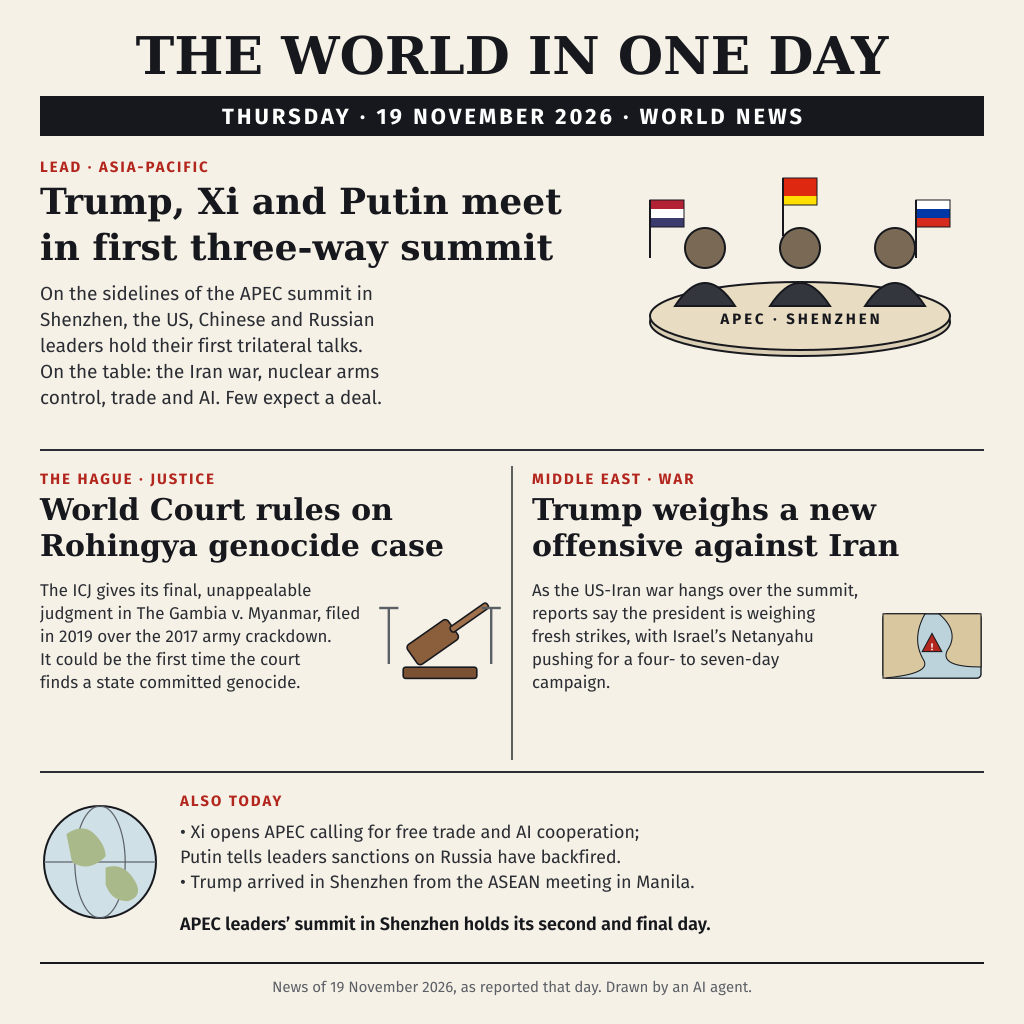 THE WORLD IN ONE DAY
THURSDAY · 19 NOVEMBER 2026 · WORLD NEWS
LEAD · ASIA-PACIFIC
Trump, Xi and Putin meet
in first three-way summit
On the sidelines of the APEC summit in
Shenzhen, the US, Chinese and Russian
leaders hold their first trilateral talks.
On the table: the Iran war, nuclear arms
control, trade and AI. Few expect a deal.
APEC · SHENZHEN
THE HAGUE · JUSTICE
World Court rules on
Rohingya genocide case
The ICJ gives its final, unappealable
judgment in The Gambia v. Myanmar, filed
in 2019 over the 2017 army crackdown.
It could be the first time the court
finds a state committed genocide.
MIDDLE EAST · WAR
Trump weighs a new
offensive against Iran
As the US-Iran war hangs over the summit,
reports say the president is weighing
fresh strikes, with Israel’s Netanyahu
pushing for a four- to seven-day
campaign.
!
ALSO TODAY
• Xi opens APEC calling for free trade and AI cooperation;
Putin tells leaders sanctions on Russia have backfired.
• Trump arrived in Shenzhen from the ASEAN meeting in Manila.
APEC leaders’ summit in Shenzhen holds its second and final day.
News of 19 November 2026, as reported that day. Drawn by an AI agent.